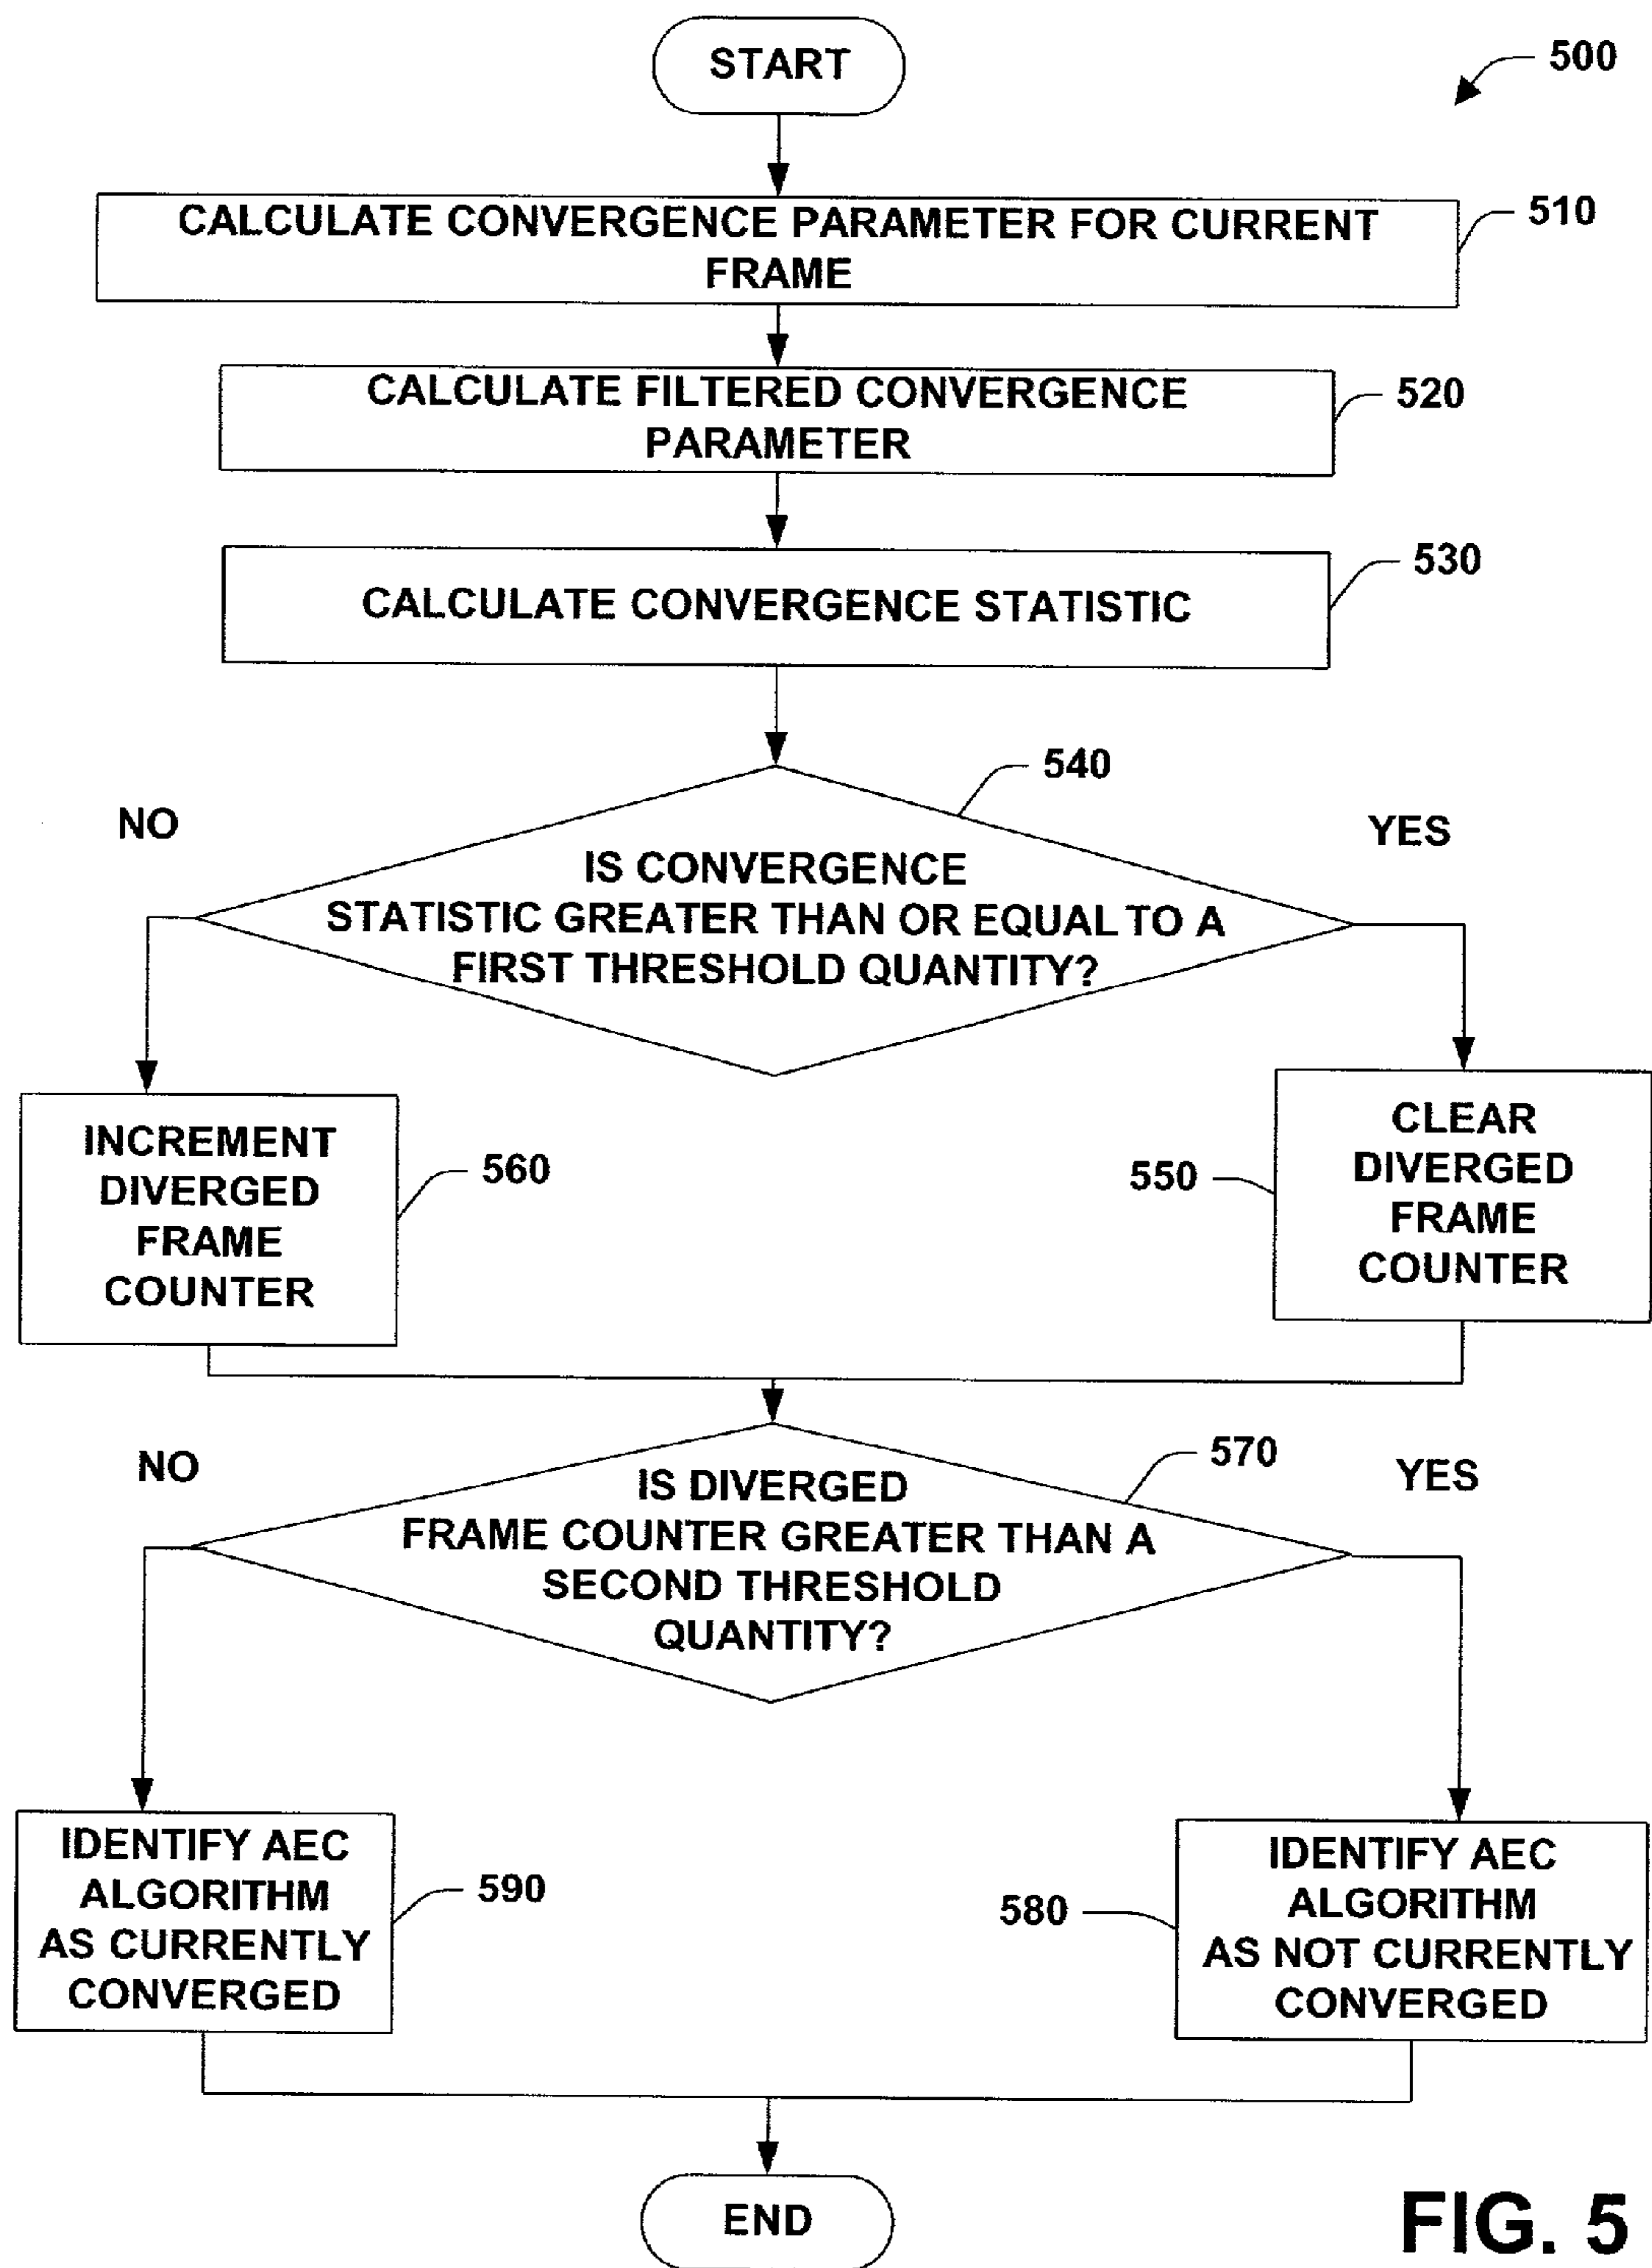 START
500
CALCULATE CONVERGENCE PARAMETER FOR CURRENT
FRAME
510
CALCULATE FILTERED CONVERGENCE
PARAMETER
520
CALCULATE CONVERGENCE STATISTIC
530
540
NO
YES
IS CONVERGENCE
STATISTIC GREATER THAN OR EQUAL TO A
FIRST THRESHOLD QUANTITY?
INCREMENT
DIVERGED
FRAME
COUNTER
560
550
CLEAR
DIVERGED
FRAME
COUNTER
NO
570
YES
IS DIVERGED
FRAME COUNTER GREATER THAN A
SECOND THRESHOLD
QUANTITY?
IDENTIFY AEC
ALGORITHM
AS CURRENTLY
CONVERGED
590
580
IDENTIFY AEC
ALGORITHM
AS NOT CURRENTLY
CONVERGED
END
FIG. 5